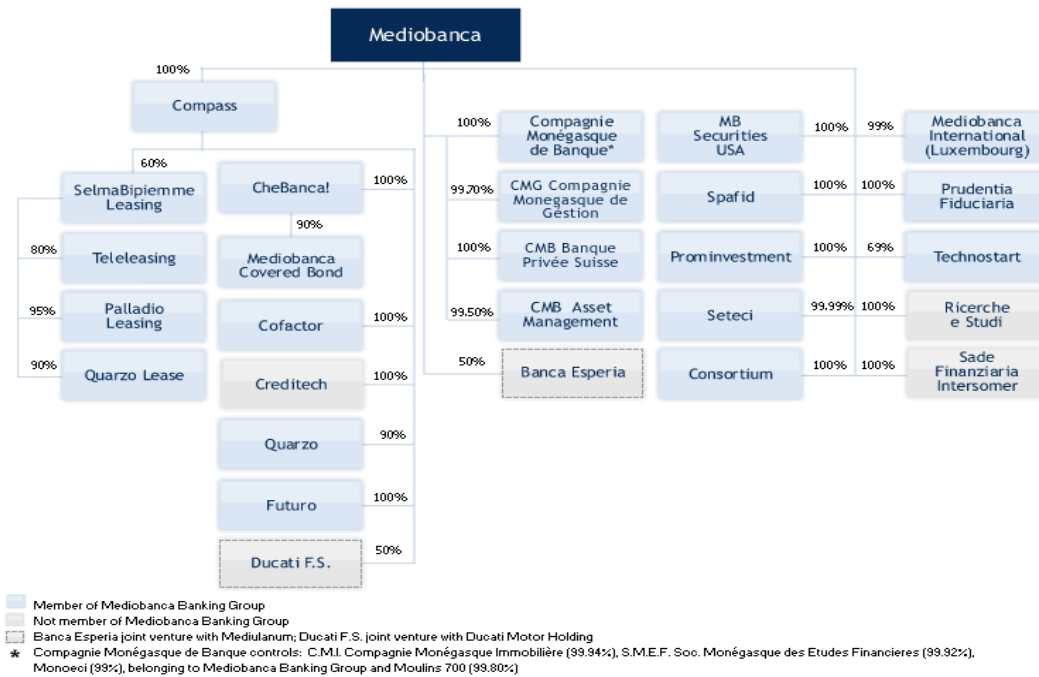 Mediobanca
100%
Compass
60%
SelmaBipiemme
Leasing
80%
Teleleasing
95%
Palladio
Leasing
90%
Quarzo Lease
CheBanca!
100%
90%
Mediobanca
Covered Bond
Cofactor
100%
Creditech
100%
Quarzo
90%
Futuro
100%
Ducati F.S.
50%
100%
Compagnie
Monégasque
de Banque*
99.70%
CMG Compagnie
Monegasque de
Géstion
100%
CMB Banque
Privée Suisse
99.50%
CMB Asset
Management
50%
Banca Esperia
MB
Securities
USA
100%
Spafid
100%
Prominvestment
100%
Seteci
99.99%
Consortium
100%
99%
Mediobanca
International
(Luxembourg)
100%
Prudentia
Fiduciaria
69%
Technostart
100%
Ricerche
e Studi
100%
Sade
Finanziaria
Intersomer
Member of Mediobanca Banking Group
Not member of Mediobanca Banking Group
Banca Esperia joint venture with Mediulanum; Ducati F.S. joint venture with Ducati Motor Holding
* Compagnie Monégasque de Banque controls: C.M.I. Compagnie Monégasque Immobilière (99.94%), S.M.E.F. Soc. Monégasque des Etudes Financieres (99.92%),
Monoeci (99%), belonging to Mediobanca Banking Group and Moulins 700 (99.80%)